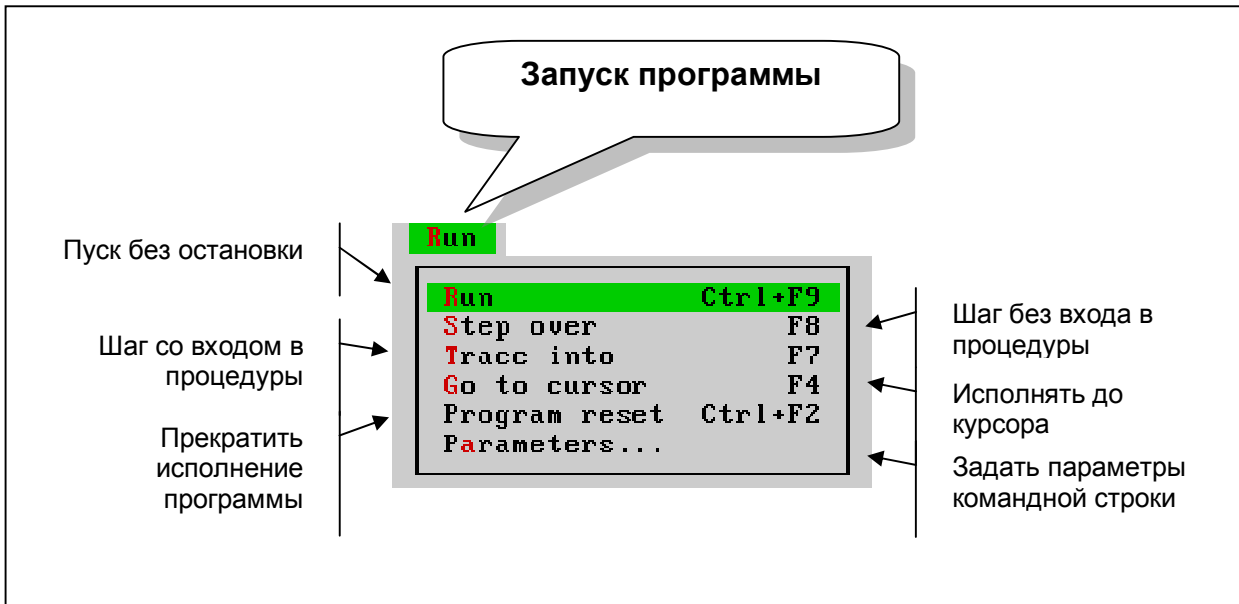 Запуск программы
Run
Пуск без остановки
Шаг со входом в
процедуры
Прекратить
исполнение
программы
Run Ctrl+F9
Step over F8
Trace into F7
Go to cursor F4
Program reset Ctrl+F2
Parameters...
Шаг без входа в
процедуры
Исполнять до
курсора
Задать параметры
командной строки